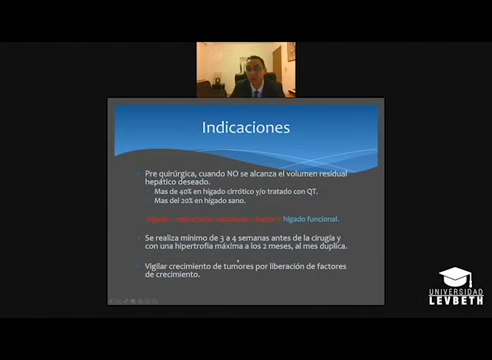 Indicaciones
Pre quirúrgica, cuando NO se alcanza el volumen residual
hepático deseado.
Mas de 40% en hígado cirrótico y/o tratado con QT.
Mas del 20% en hígado sano.
hígado funcional.
Se realiza mínimo de 3 a 4 semanas antes de la cirugía y
con una hipertrofia máxima a los 2 meses, al mes duplica.
Vigilar crecimiento de tumores por liberación de factores
de crecimiento.
UNIVERSIDAD
LEVBETH